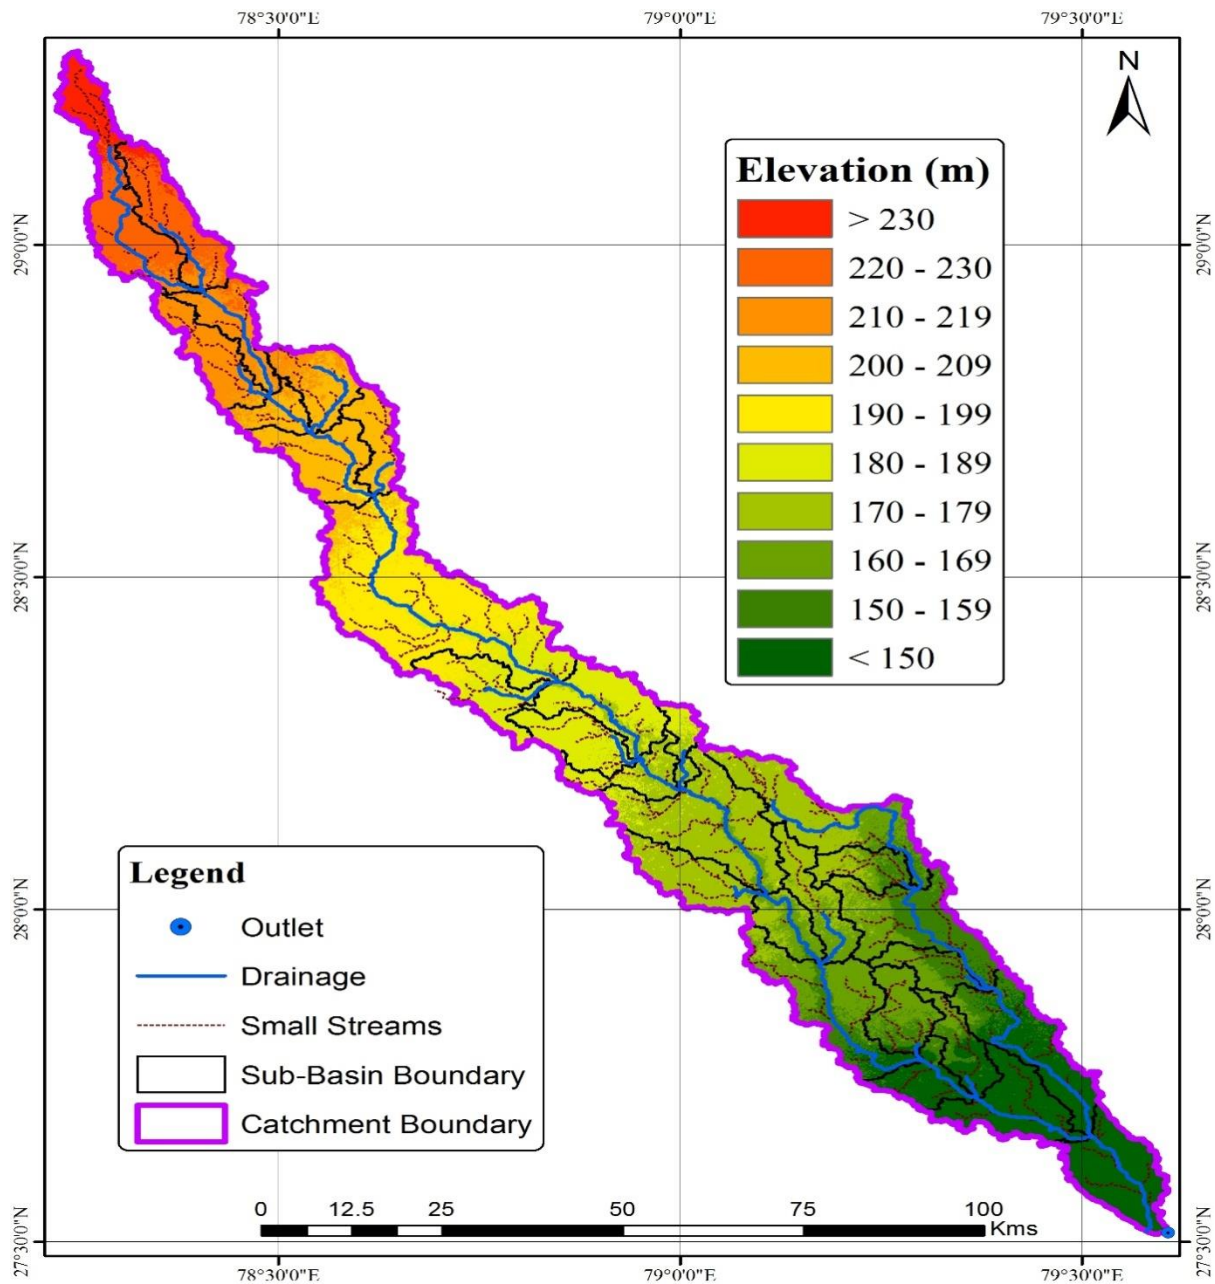 78°30'0"E 79°0'0"E 79°30'0"E
N
Elevation (m)
> 230
29°0'0"N 220 - 230 29°0'0"N
210 - 219
200 - 209
190 - 199
180 - 189
170 - 179
160 - 169
28°30'0"N 28°30'0"N
150 - 159
< 150
Legend
28°0'0"N 28°0'0"N
Outlet
Drainage
Small Streams
Sub-Basin Boundary
Catchment Boundary
0 12.5 25 50 75 100
Kms
27°30'0"N 27°30'0"N
78°30'0"E 79°0'0"E 79°30'0"E